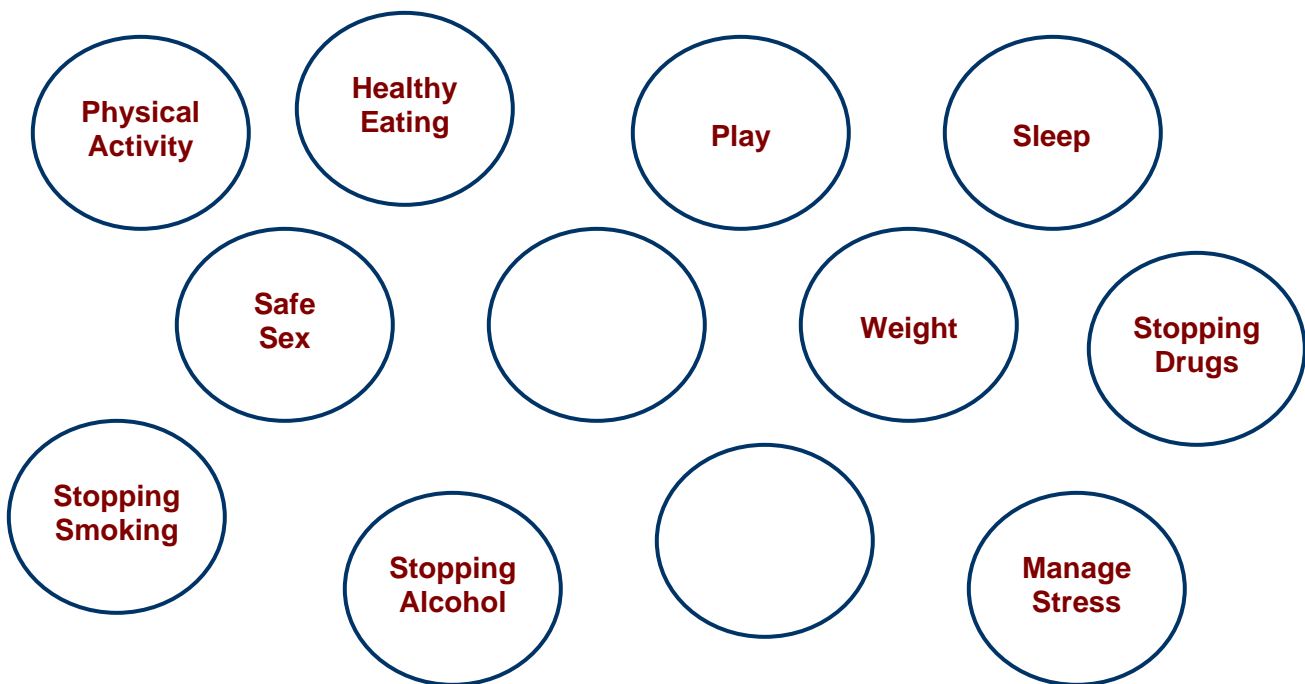 Physical
Activity
Healthy
Eating
Play
Sleep
Safe
Sex
Weight
Stopping
Drugs
Stopping
Smoking
Stopping
Alcohol
Manage
Stress